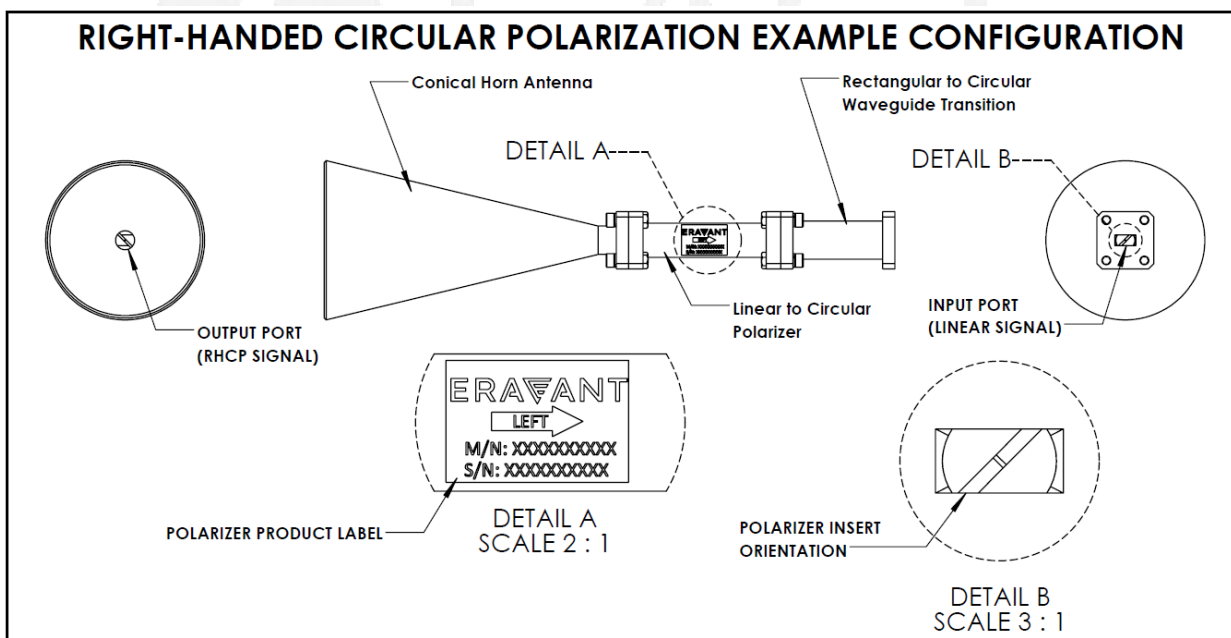 RIGHT-HANDED CIRCULAR POLARIZATION EXAMPLE CONFIGURATION
Conical Horn Antenna
Rectangular to Circular
Waveguide Transition
DETAIL A
DETAIL B
ERAVANT
OUTPUT PORT
(RHCP SIGNAL)
Linear to Circular
Polarizer
INPUT PORT
(LINEAR SIGNAL)
ERAVANT
LEFT
M/N: XXXXXXXXXX
S/N: XXXXXXXXXX
POLARIZER PRODUCT LABEL
DETAIL A
SCALE 2 : 1
POLARIZER INSERT
ORIENTATION
DETAIL B
SCALE 3 : 1